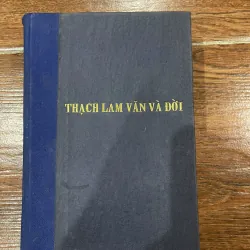 THẠCH LAM VĂN VÀ ĐỜI